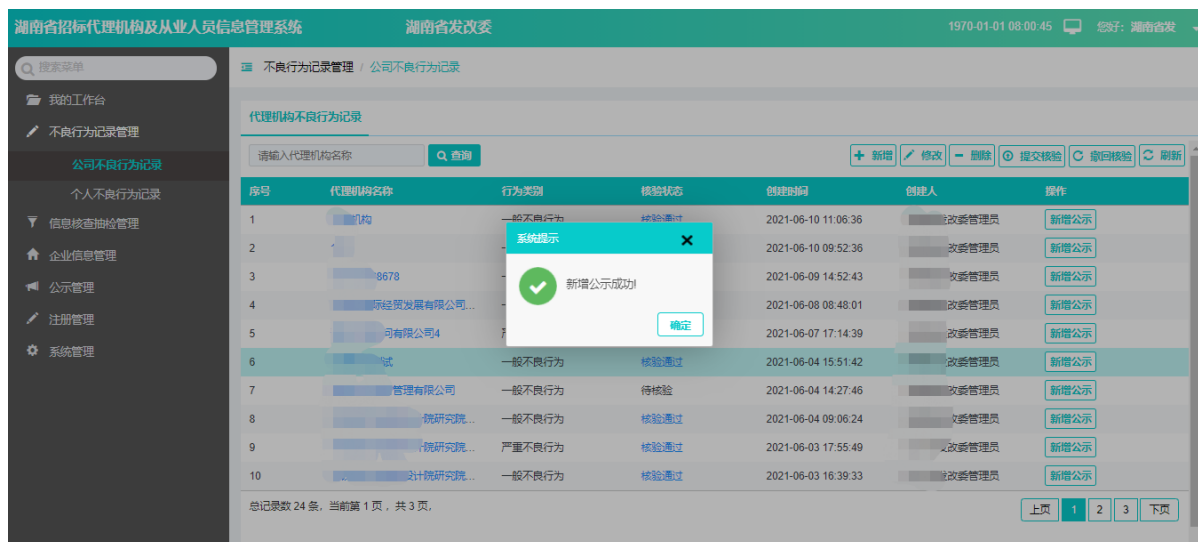 湖南省招标代理机构及从业人员信息管理系统 湖南省发改委 1970-01-01 08:00:45 您好：湖南省发
搜索菜单
不良行为记录管理 / 公司不良行为记录
我的工作台
不良行为记录管理
公司不良行为记录
个人不良行为记录
信息核查抽检管理
企业信息管理
公示管理
注册管理
系统管理
代理机构不良行为记录
请输入代理机构名称 查询 新增 修改 删除 提交核验 撤回核验 刷新
序号 代理机构名称 行为类别 核验状态 创建时间 创建人 操作
1 机构 一般不良行为 核验通过 2021-06-10 11:06:36 改委管理员 新增公示
2 2021-06-10 09:52:36 改委管理员 新增公示
3 8678 2021-06-09 14:52:43 改委管理员 新增公示
4 际经贸发展有限公司... 2021-06-08 08:48:01 改委管理员 新增公示
5 问有限公司4 2021-06-07 17:14:39 改委管理员 新增公示
6 试 一般不良行为 核验通过 2021-06-04 15:51:42 改委管理员 新增公示
7 管理有限公司 一般不良行为 待核验 2021-06-04 14:27:46 改委管理员 新增公示
8 院研究院... 一般不良行为 核验通过 2021-06-04 09:06:24 改委管理员 新增公示
9 院研究院... 严重不良行为 核验通过 2021-06-03 17:55:49 改委管理员 新增公示
10 设计院研究院... 一般不良行为 核验通过 2021-06-03 16:39:33 改委管理员 新增公示
系统提示
新增公示成功!
确定
总记录数 24 条, 当前第 1 页 , 共 3 页,
上页 1 2 3 下页